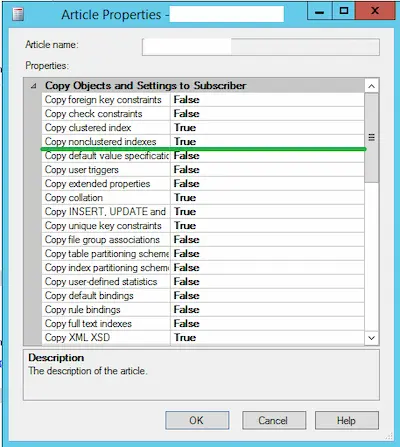 Article Properties -
Article name:
Properties:
Copy Objects and Settings to Subscriber
Copy foreign key constraints False
Copy check constraints False
Copy clustered index True
Copy nonclustered indexes True
Copy default value specificatio False
Copy user triggers False
Copy extended properties False
Copy collation True
Copy INSERT, UPDATE and True
Copy unique key constraints True
Copy file group associations False
Copy table partitioning scheme False
Copy index partitioning scheme False
Copy user-defined statistics False
Copy default bindings False
Copy rule bindings False
Copy full text indexes False
Copy XML XSD True
Description
The description of the article.
OK Cancel Help